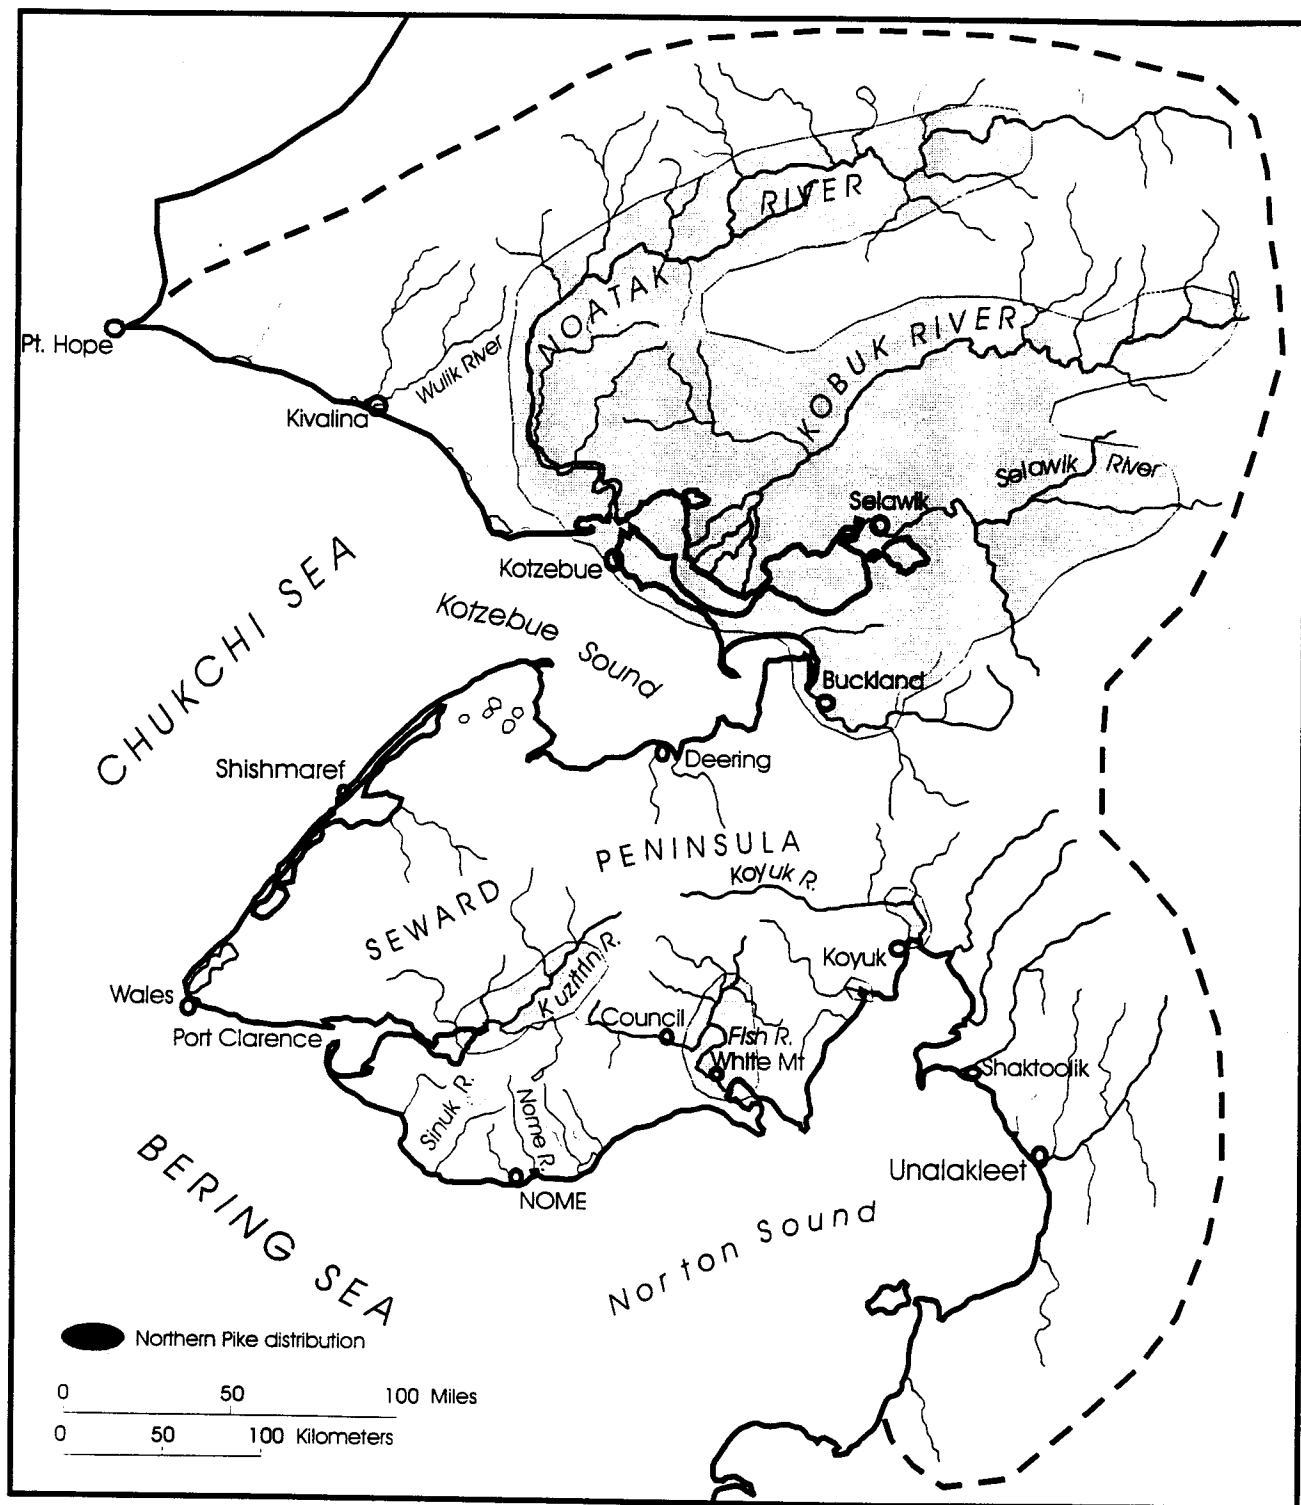 RIVER
NOATAK
Pt. Hope
Wulik River
KOBUK RIVER
Kivalina
Selawik River
Selawik
Kotzebue
CHUKCHI SEA
Kotzebue Sound
Buckland
Shishmaref
Deering
PENINSULA
Koyuk R.
SEWARD
Koyuk
Kuzitrin R.
Wales
Port Clarence
Council
Fish R.
White Mt
Shaktoolik
Sinuk R.
Nome R.
Unalakleet
NOME
BERING SEA
Norton Sound
Northern Pike distribution
0 50 100 Miles
0 50 100 Kilometers